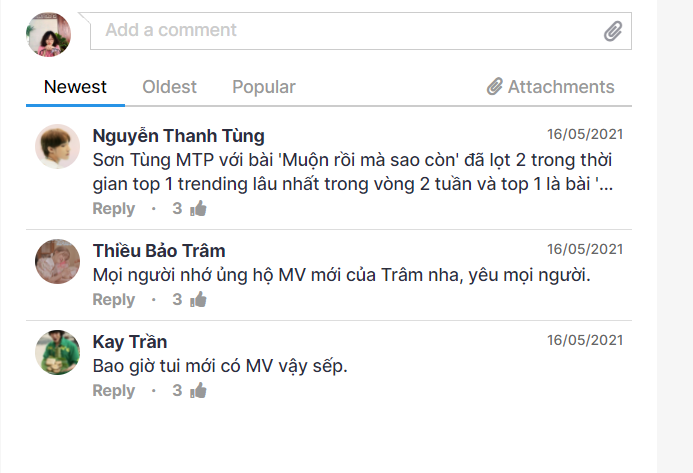 Add a comment
Newest Oldest Popular Attachments
Nguyễn Thanh Tùng 16/05/2021
Sơn Tùng MTP với bài 'Muộn rồi mà sao còn' đã lọt 2 trong thời
gian top 1 trending lâu nhất trong vòng 2 tuần và top 1 là bài '...
Reply • 3
Thiều Bảo Trâm 16/05/2021
Mọi người nhớ ủng hộ MV mới của Trâm nha, yêu mọi người.
Reply • 3
Kay Trần 16/05/2021
Bao giờ tui mới có MV vậy sếp.
Reply • 3